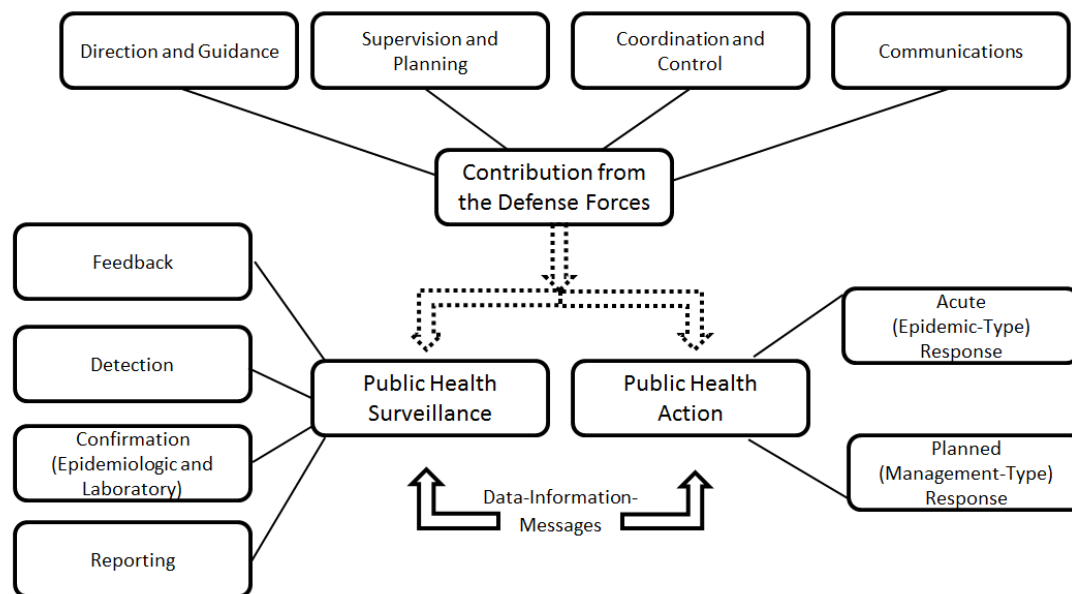 Direction and Guidance
Supervision and
Planning
Coordination and
Control
Communications
Contribution from
the Defense Forces
Feedback
Detection
Confirmation
(Epidemiologic and
Laboratory)
Reporting
Public Health
Surveillance
Public Health
Action
Acute
(Epidemic-Type)
Response
Planned
(Management-Type)
Response
Data-Information-
Messages